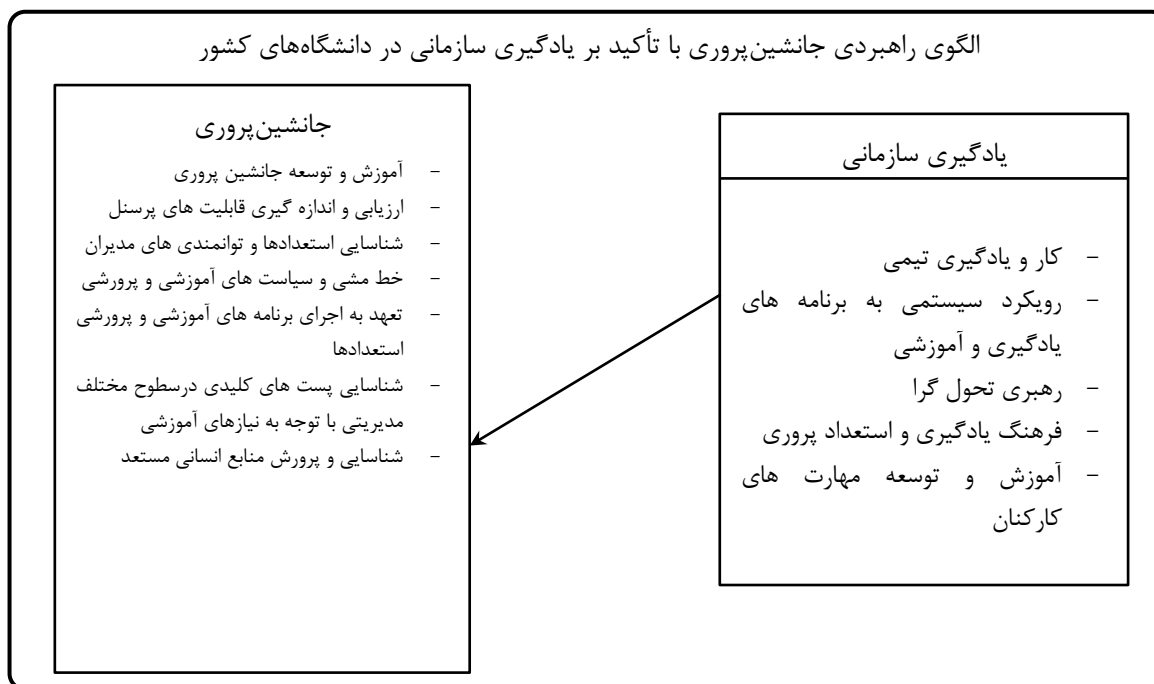 الگوی راهبردی جانشین‌پروری با تأکید بر یادگیری سازمانی در دانشگاه‌های کشور
یادگیری سازمانی
- کار و یادگیری تیمی
- رویکرد سیستمی به برنامه های
یادگیری و آموزشی
- رهبری تحول گرا
- فرهنگ یادگیری و استعداد پروری
- آموزش و توسعه مهارت های
کارکنان
جانشین‌پروری
- آموزش و توسعه جانشین پروری
- ارزیابی و اندازه گیری قابلیت های پرسنل
- شناسایی استعدادها و توانمندی های مدیران
- خط مشی و سیاست های آموزشی و پرورشی
- تعهد به اجرای برنامه های آموزشی و پرورشی
استعدادها
- شناسایی پست های کلیدی درسطوح مختلف
مدیریتی با توجه به نیازهای آموزشی
- شناسایی و پرورش منابع انسانی مستعد